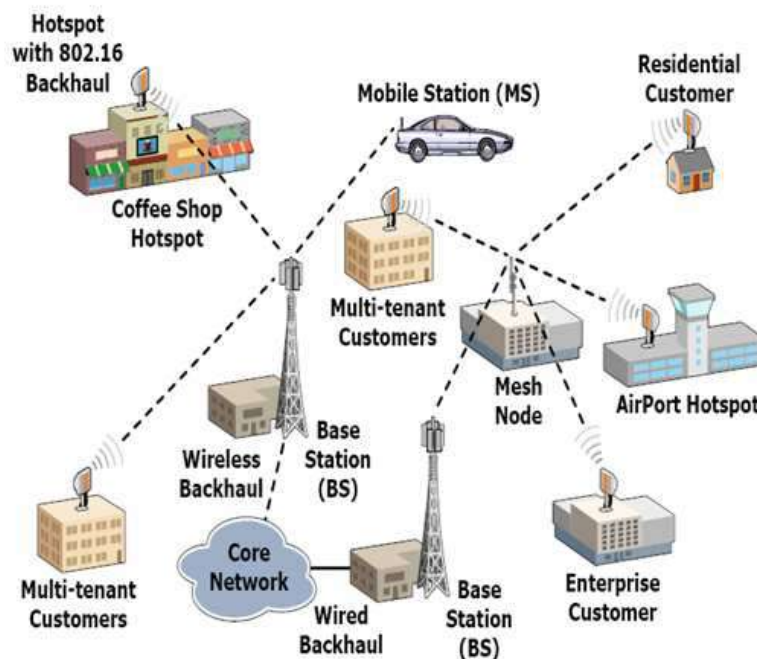 Hotspot
with 802.16
Backhaul
Mobile Station (MS)
Residential
Customer
Coffee Shop
Hotspot
Multi-tenant
Customers
Mesh
Node
AirPort Hotspot
Wireless
Backhaul
Base
Station
(BS)
Core
Network
Multi-tenant
Customers
Wired
Backhaul
Base
Station
(BS)
Enterprise
Customer